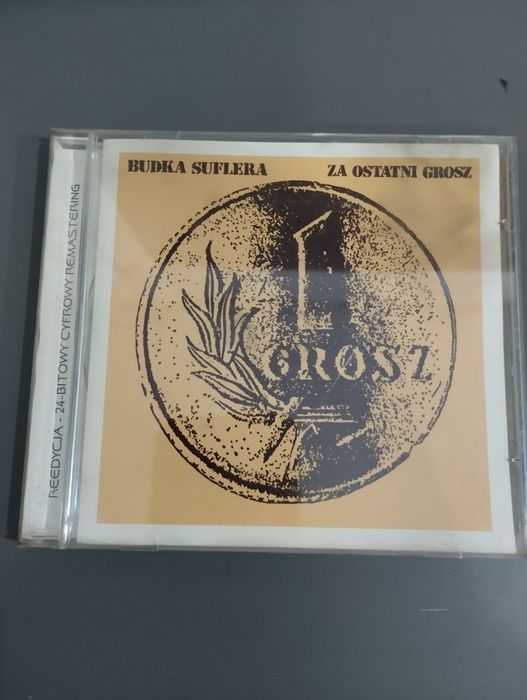 BUDKA SUFLERA
ZA OSTATNI GROSZ
1
GROSZ
REEDYCJA - 24-BITOWY CYFROWY REMASTERING